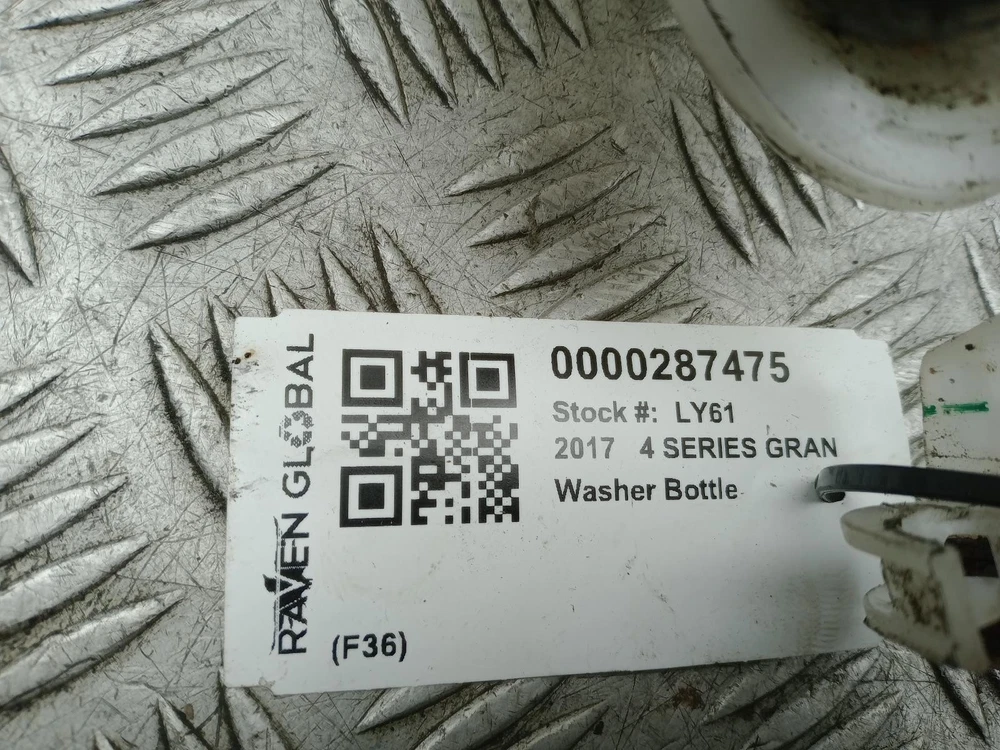 RAVEN GLOBAL
0000287475
Stock #: LY61
2017 4 SERIES GRAN
Washer Bottle
(F36)